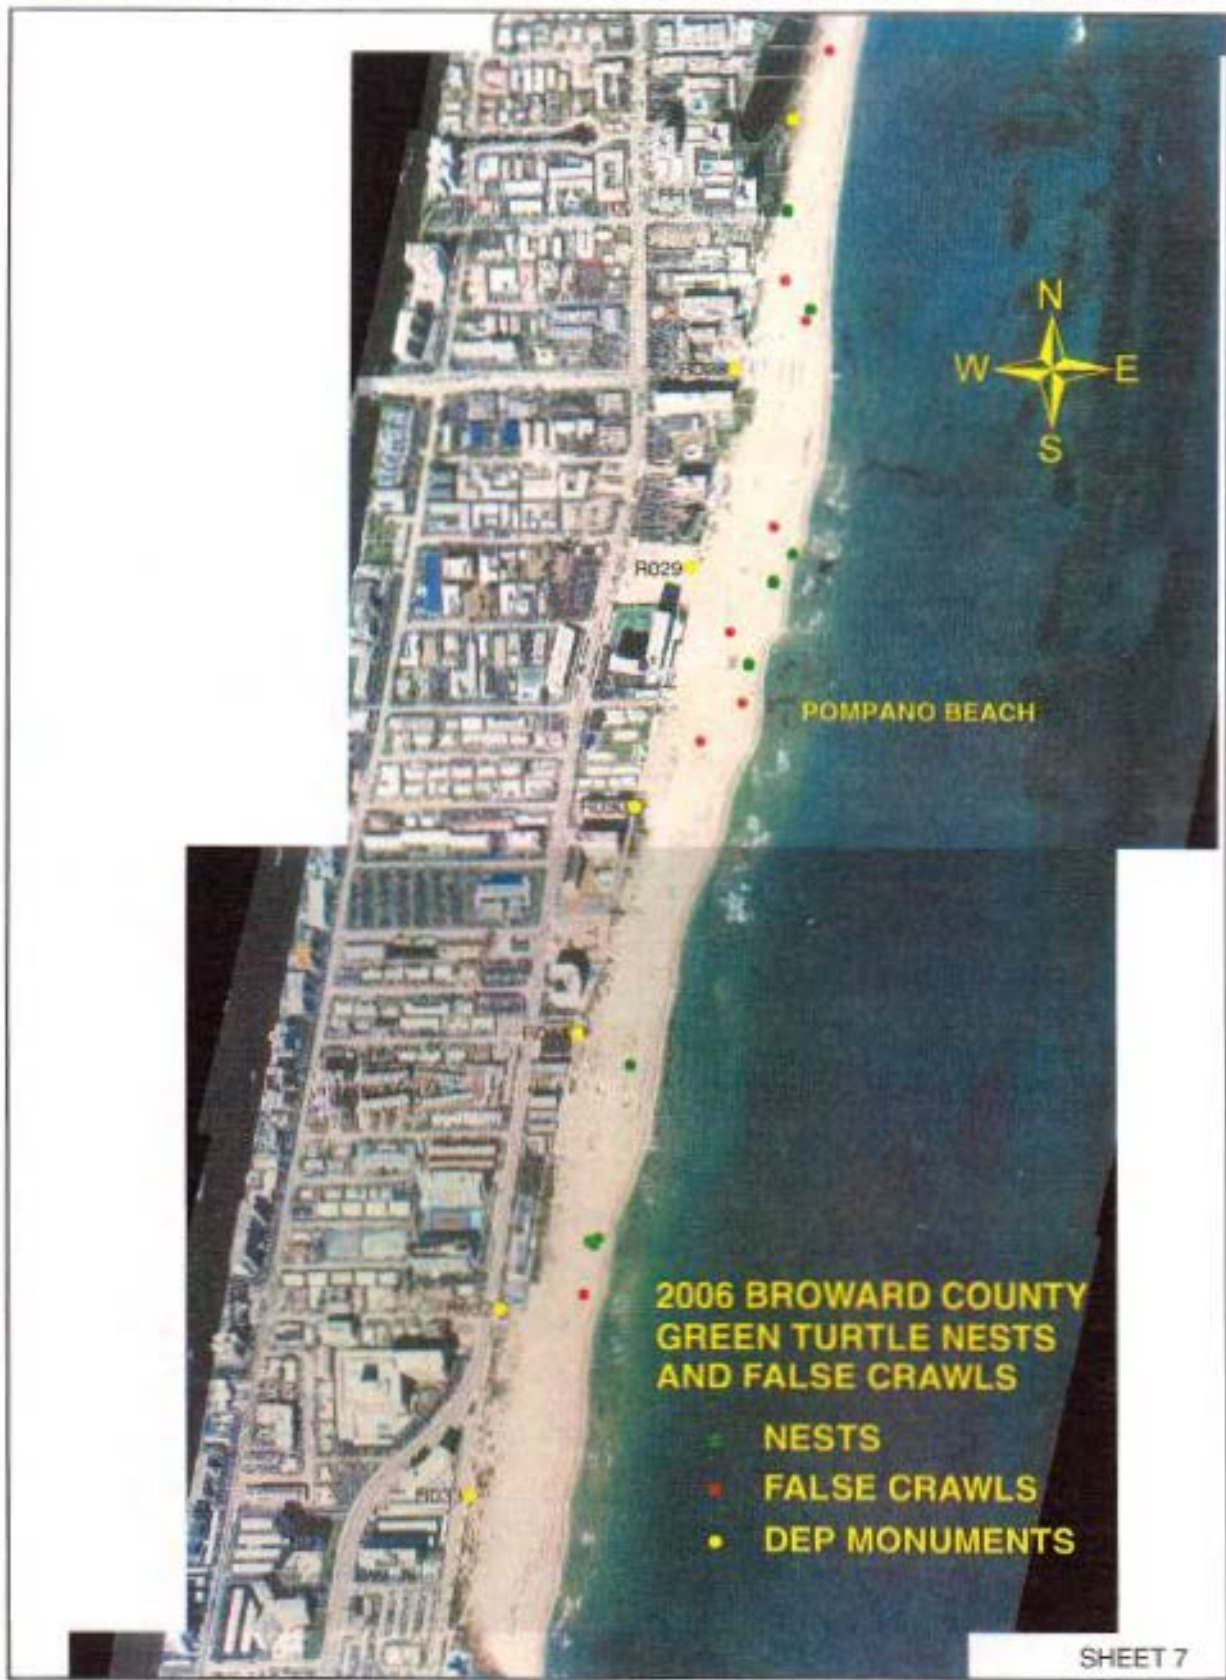 N
W E
S
R029
POMPANO BEACH
2006 BROWARD COUNTY
GREEN TURTLE NESTS
AND FALSE CRAWLS
NESTS
FALSE CRAWLS
DEP MONUMENTS
SHEET 7